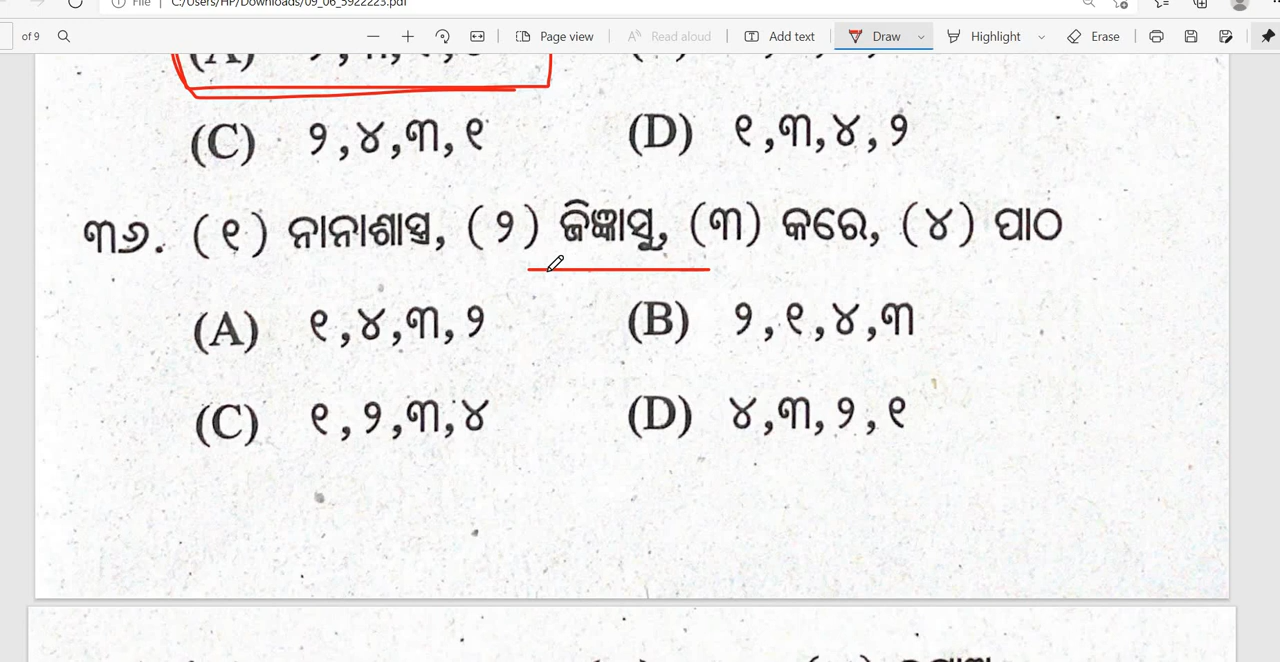 File | C:/Users/HP/Downloads/09_06_5922223.pdf
of 9 Page view Read aloud Add text Draw Highlight Erase
(A)
(C) ୨,୪,୩,୧ (D) ୧,୩,୪,୨
୩୬. (୧) ନାନାଶାସ୍ତ୍ର, (୨) ଜିଜ୍ଞାସୁ, (୩) କରେ, (୪) ପାଠ
(A) ୧,୪,୩,୨ (B) ୨,୧,୪,୩
(C) ୧,୨,୩,୪ (D) ୪,୩,୨,୧